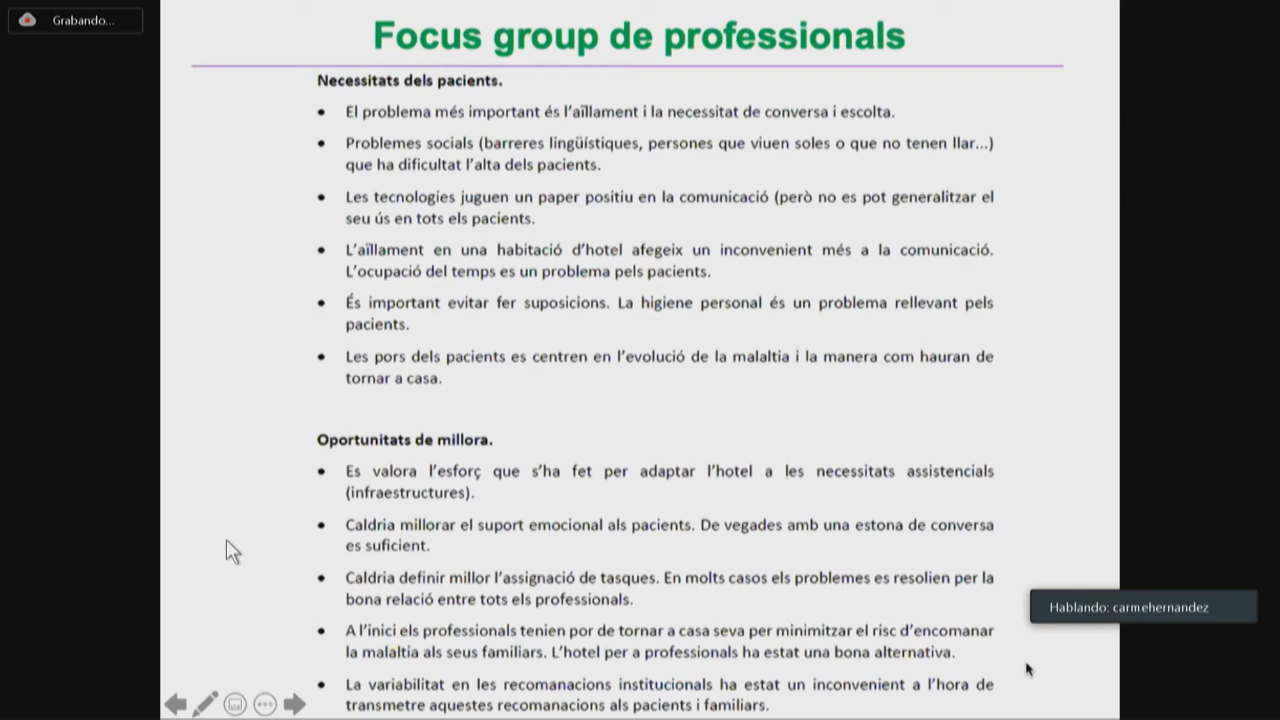 Grabando...
Focus group de professionals
Necessitats dels pacients.
• El problema més important és l'aïllament i la necessitat de conversa i escolta.
• Problemes socials (barreres lingüístiques, persones que viuen soles o que no tenen llar...)
que ha dificultat l'alta dels pacients.
• Les tecnologies juguen un paper positiu en la comunicació (però no es pot generalitzar el
seu ús en tots els pacients.
• L'aïllament en una habitació d'hotel afegeix un inconvenient més a la comunicació.
L'ocupació del temps es un problema pels pacients.
• És important evitar fer suposicions. La higiene personal és un problema rellevant pels
pacients.
• Les pors dels pacients es centren en l'evolució de la malaltia i la manera com hauran de
tornar a casa.
Oportunitats de millora.
• Es valora l'esforç que s'ha fet per adaptar l'hotel a les necessitats assistencials
(infraestructures).
• Caldria millorar el suport emocional als pacients. De vegades amb una estona de conversa
es suficient.
• Caldria definir millor l'assignació de tasques. En molts casos els problemes es resolien per la
bona relació entre tots els professionals.
Hablando: carmehernandez
• A l'inici els professionals tenien por de tornar a casa seva per minimitzar el risc d'encomanar
la malaltia als seus familiars. L'hotel per a professionals ha estat una bona alternativa.
• La variabilitat en les recomanacions institucionals ha estat un inconvenient a l'hora de
transmetre aquestes recomanacions als pacients i familiars.